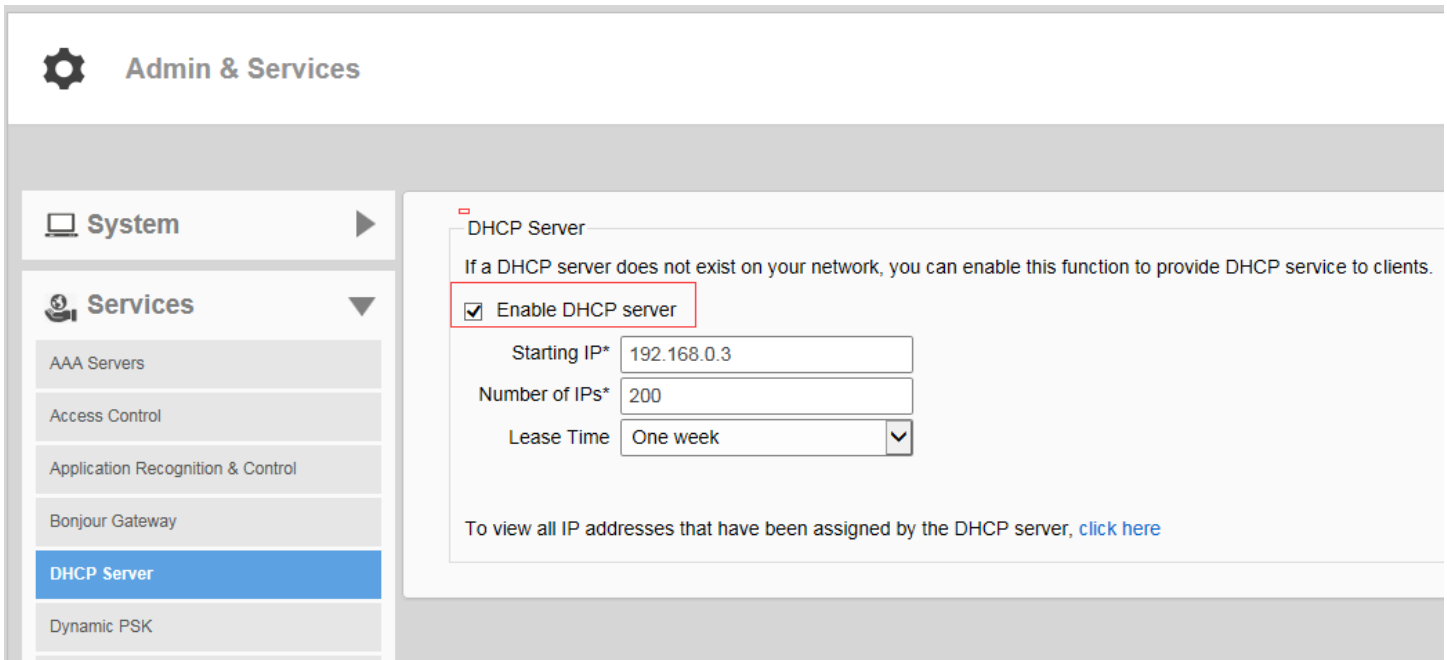 Admin & Services
System
Services
AAA Servers
Access Control
Application Recognition & Control
Bonjour Gateway
DHCP Server
Dynamic PSK
DHCP Server
If a DHCP server does not exist on your network, you can enable this function to provide DHCP service to clients.
Enable DHCP server
Starting IP* 192.168.0.3
Number of IPs* 200
Lease Time One week
To view all IP addresses that have been assigned by the DHCP server, click here